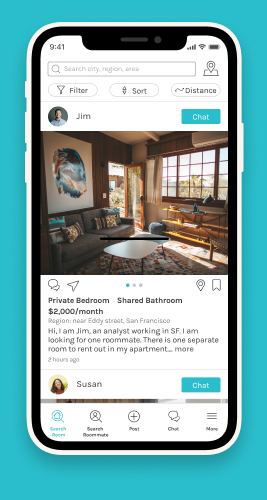 9:41
Search city, region, area
Filter
Sort
Distance
Jim
Chat
Private Bedroom Shared Bathroom
$2,000/month
Region: near Eddy street, San Francisco
Hi, I am Jim, an analyst working in SF. I am
looking for one roommate. There is one separate
room to rent out in my apartment... more
2 hours ago
Susan
Chat
Search Room
Search Roommate
Post
Chat
More